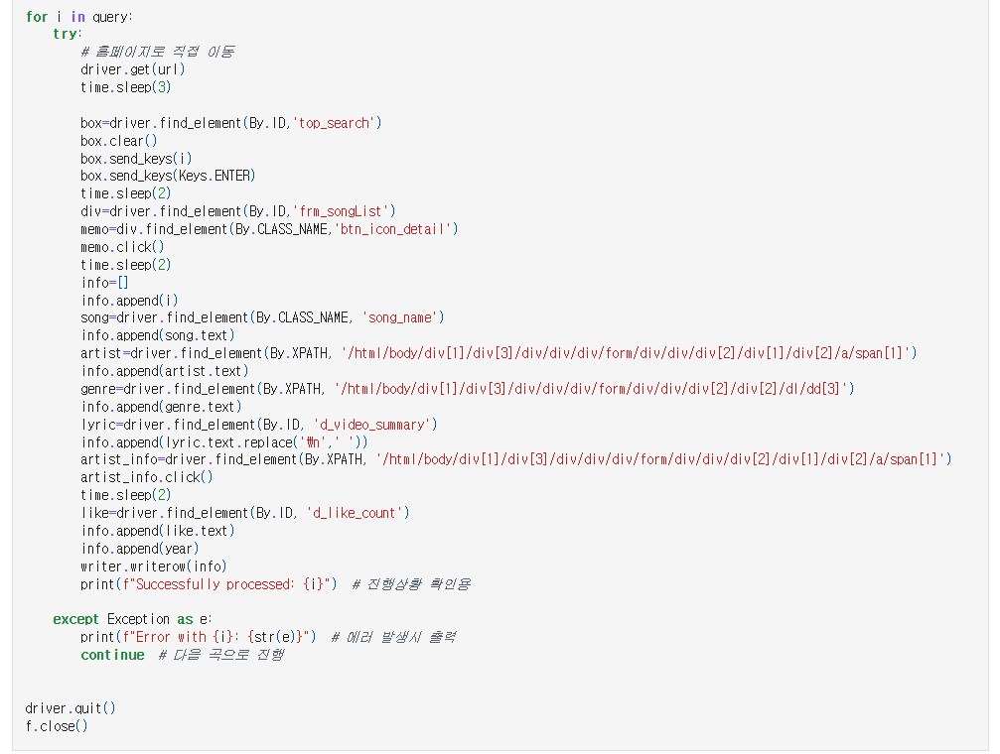 for i in query:
    try:
        # 홈페이지로 직접 이동
        driver.get(url)
        time.sleep(3)

        box=driver.find_element(By.ID,'top_search')
        box.clear()
        box.send_keys(i)
        box.send_keys(Keys.ENTER)
        time.sleep(2)
        div=driver.find_element(By.ID,'frm_songList')
        memo=div.find_element(By.CLASS_NAME,'btn_icon_detail')
        memo.click()
        time.sleep(2)
        info=[]
        info.append(i)
        song=driver.find_element(By.CLASS_NAME, 'song_name')
        info.append(song.text)
        artist=driver.find_element(By.XPATH, '/html/body/div[1]/div[3]/div/div/div/form/div/div/div[2]/div[1]/div[2]/a/span[1]')
        info.append(artist.text)
        genre=driver.find_element(By.XPATH, '/html/body/div[1]/div[3]/div/div/div/form/div/div/div[2]/div[2]/dl/dd[3]')
        info.append(genre.text)
        lyric=driver.find_element(By.ID, 'd_video_summary')
        info.append(lyric.text.replace('₩n',' '))
        artist_info=driver.find_element(By.XPATH, '/html/body/div[1]/div[3]/div/div/div/form/div/div/div[2]/div[1]/div[2]/a/span[1]')
        artist_info.click()
        time.sleep(2)
        like=driver.find_element(By.ID, 'd_like_count')
        info.append(like.text)
        info.append(year)
        writer.writerow(info)
        print(f"Successfully processed: {i}")  # 진행상황 확인용

    except Exception as e:
        print(f"Error with {i}: {str(e)}")  # 에러 발생시 출력
        continue  # 다음 곡으로 진행


driver.quit()
f.close()